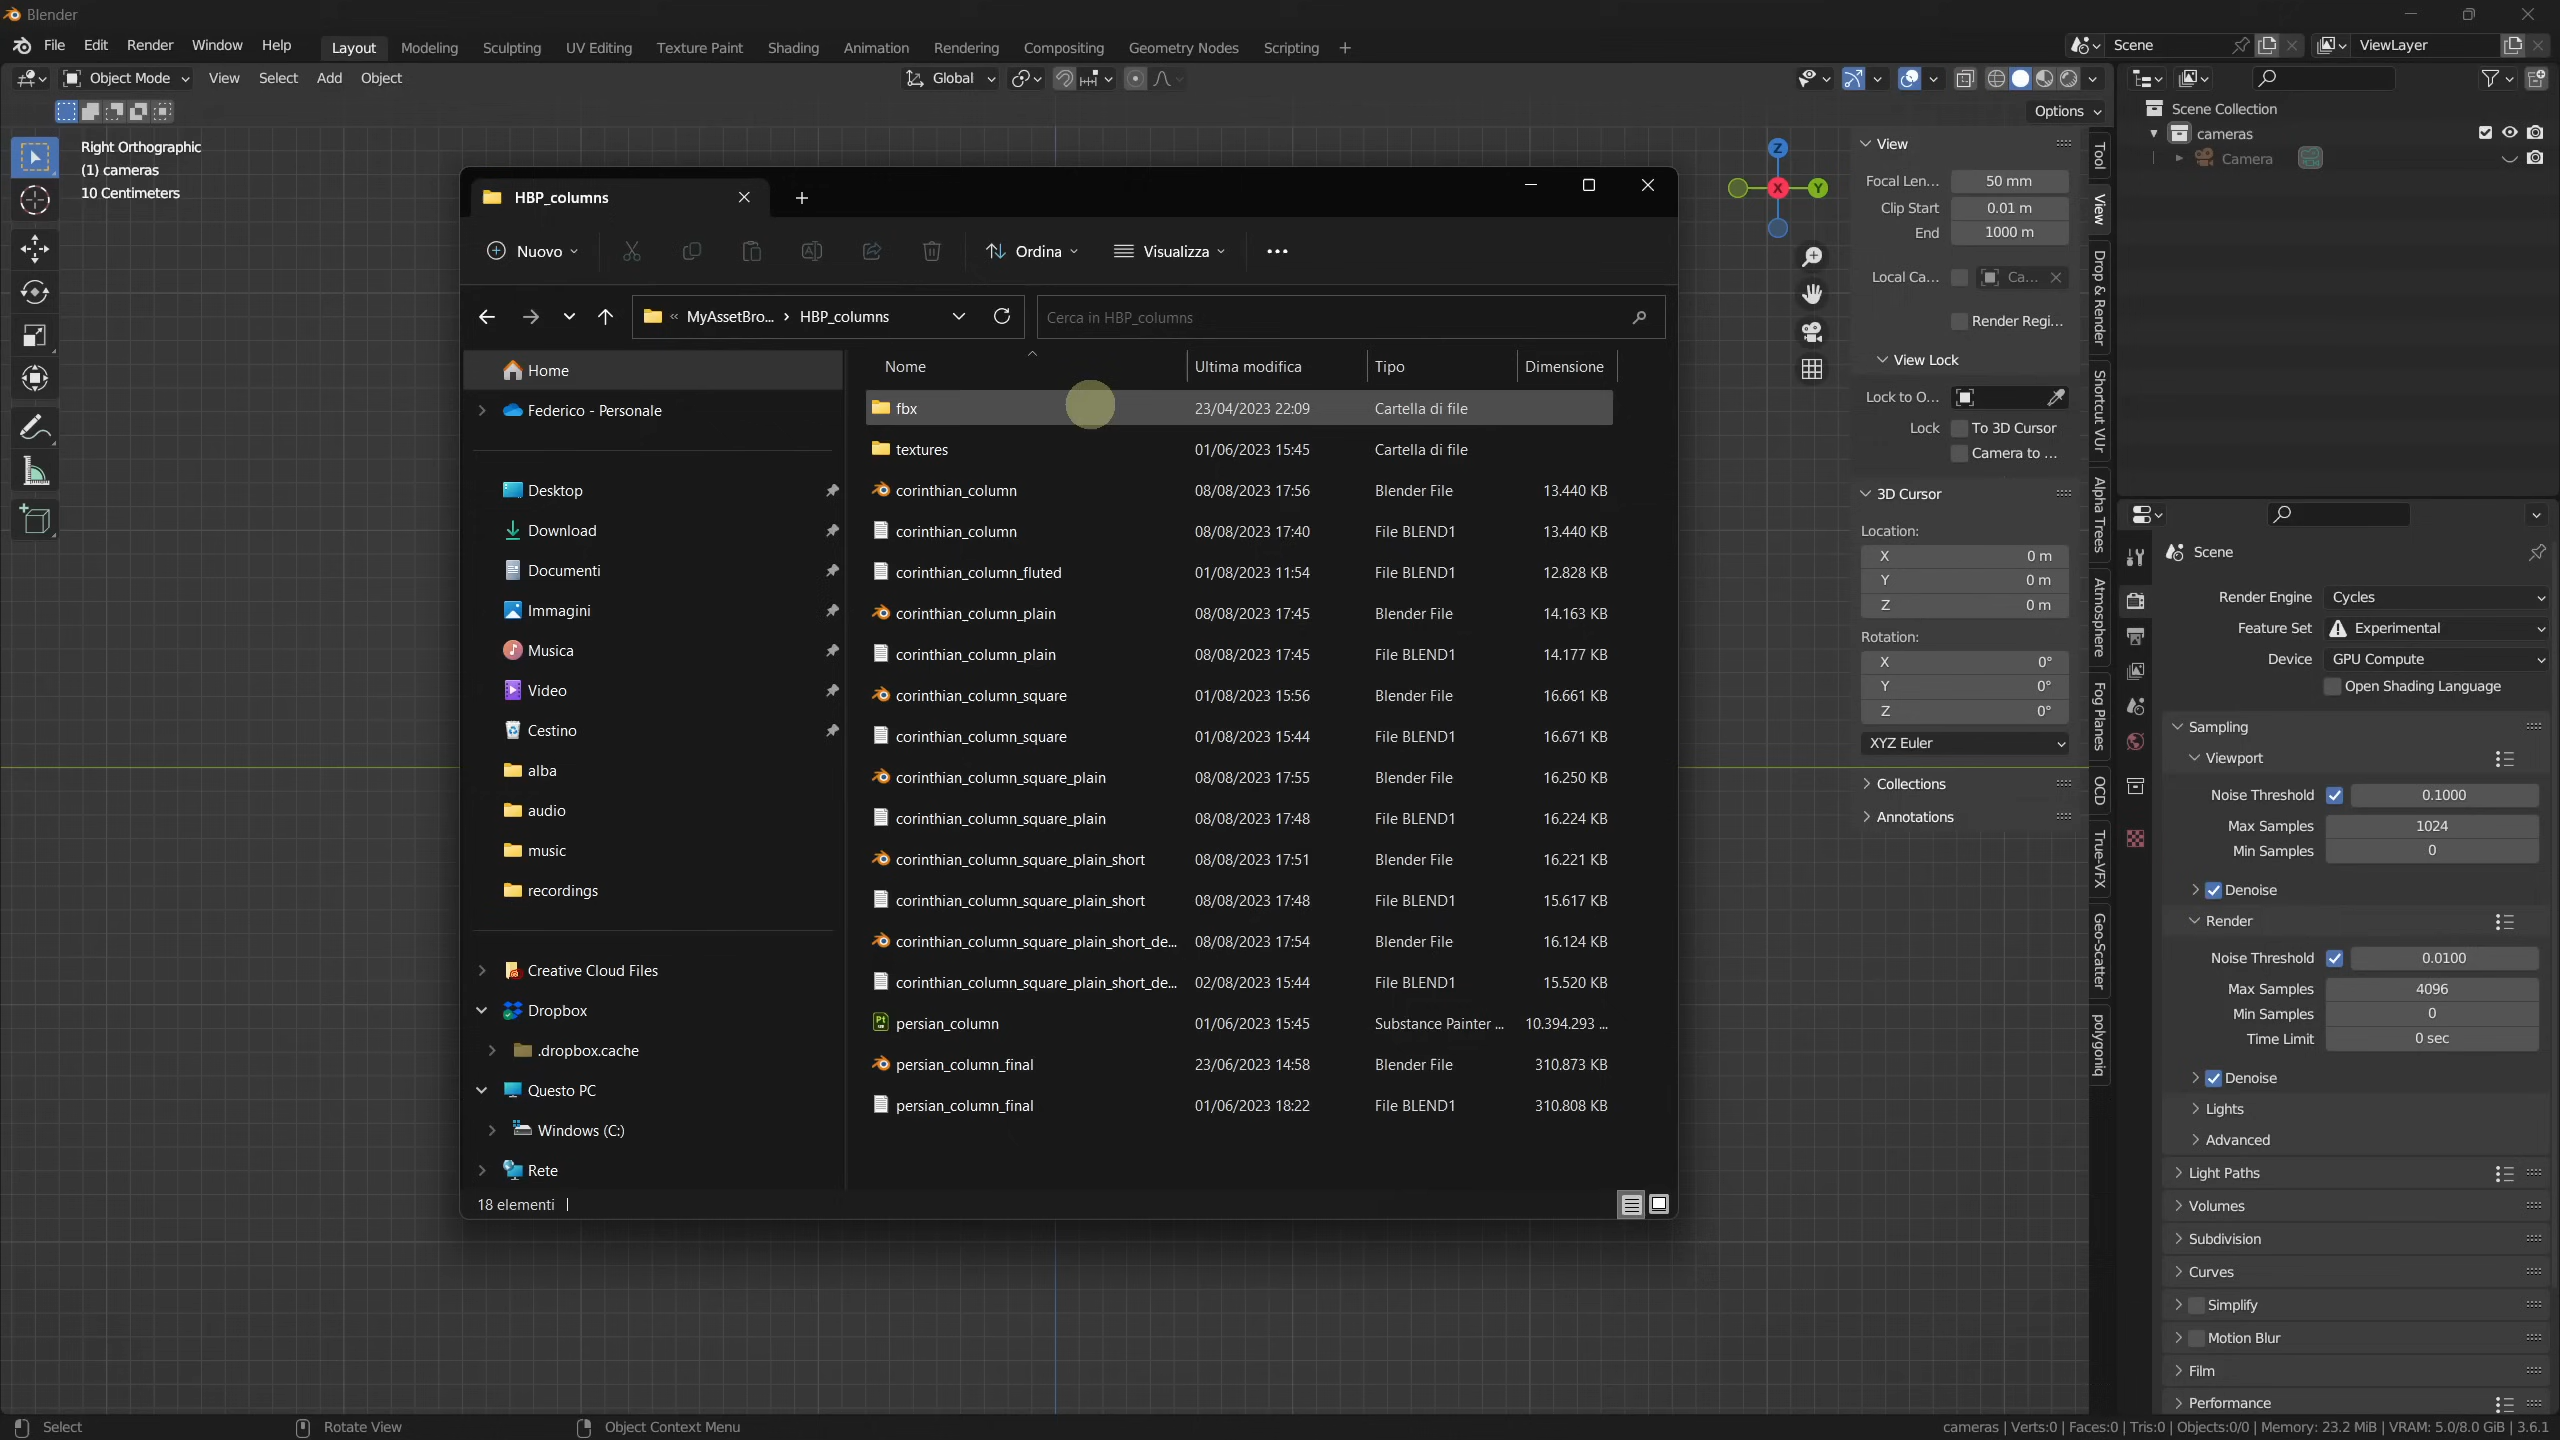 Blender
File Edit Render Window Help Layout Modeling Sculpting UV Editing Texture Paint Shading Animation Rendering Compositing Geometry Nodes Scripting + Scene ViewLayer
Object Mode View Select Add Object Global
Options
Right Orthographic
(1) cameras
10 Centimeters
HBP_columns
Nuovo Ordina Visualizza
« MyAssetBro... › HBP_columns Cerca in HBP_columns
Home
Federico - Personale
Desktop
Download
Documenti
Immagini
Musica
Video
Cestino
alba
audio
music
recordings
Creative Cloud Files
Dropbox
.dropbox.cache
Questo PC
Windows (C:)
Rete
18 elementi
Nome Ultima modifica Tipo Dimensione
fbx 23/04/2023 22:09 Cartella di file
textures 01/06/2023 15:45 Cartella di file
corinthian_column 08/08/2023 17:56 Blender File 13.440 KB
corinthian_column 08/08/2023 17:40 File BLEND1 13.440 KB
corinthian_column_fluted 01/08/2023 11:54 File BLEND1 12.828 KB
corinthian_column_plain 08/08/2023 17:45 Blender File 14.163 KB
corinthian_column_plain 08/08/2023 17:45 File BLEND1 14.177 KB
corinthian_column_square 01/08/2023 15:56 Blender File 16.661 KB
corinthian_column_square 01/08/2023 15:44 File BLEND1 16.671 KB
corinthian_column_square_plain 08/08/2023 17:55 Blender File 16.250 KB
corinthian_column_square_plain 08/08/2023 17:48 File BLEND1 16.224 KB
corinthian_column_square_plain_short 08/08/2023 17:51 Blender File 16.221 KB
corinthian_column_square_plain_short 08/08/2023 17:48 File BLEND1 15.617 KB
corinthian_column_square_plain_short_de... 08/08/2023 17:54 Blender File 16.124 KB
corinthian_column_square_plain_short_de... 02/08/2023 15:44 File BLEND1 15.520 KB
persian_column 01/06/2023 15:45 Substance Painter ... 10.394.293 ...
persian_column_final 23/06/2023 14:58 Blender File 310.873 KB
persian_column_final 01/06/2023 18:22 File BLEND1 310.808 KB
Z
X
Y
View
Focal Len... 50 mm
Clip Start 0.01 m
End 1000 m
Local Ca... Ca...
Render Regi...
View Lock
Lock to O...
Lock To 3D Cursor
Camera to ...
3D Cursor
Location:
X 0 m
Y 0 m
Z 0 m
Rotation:
X 0°
Y 0°
Z 0°
XYZ Euler
Collections
Annotations
Tool
View
Drop & Render
Shortcut VUr
Alpha Trees
Atmosphere
Fog Planes
OCD
True-VFX
Geo-Scatter
polygoniq
Scene Collection
cameras
Camera
Scene
Render Engine Cycles
Feature Set Experimental
Device GPU Compute
Open Shading Language
Sampling
Viewport
Noise Threshold 0.1000
Max Samples 1024
Min Samples 0
Denoise
Render
Noise Threshold 0.0100
Max Samples 4096
Min Samples 0
Time Limit 0 sec
Denoise
Lights
Advanced
Light Paths
Volumes
Subdivision
Curves
Simplify
Motion Blur
Film
Performance
Select Rotate View Object Context Menu cameras | Verts:0 | Faces:0 | Tris:0 | Objects:0/0 | Memory: 23.2 MiB | VRAM: 5.0/8.0 GiB | 3.6.1